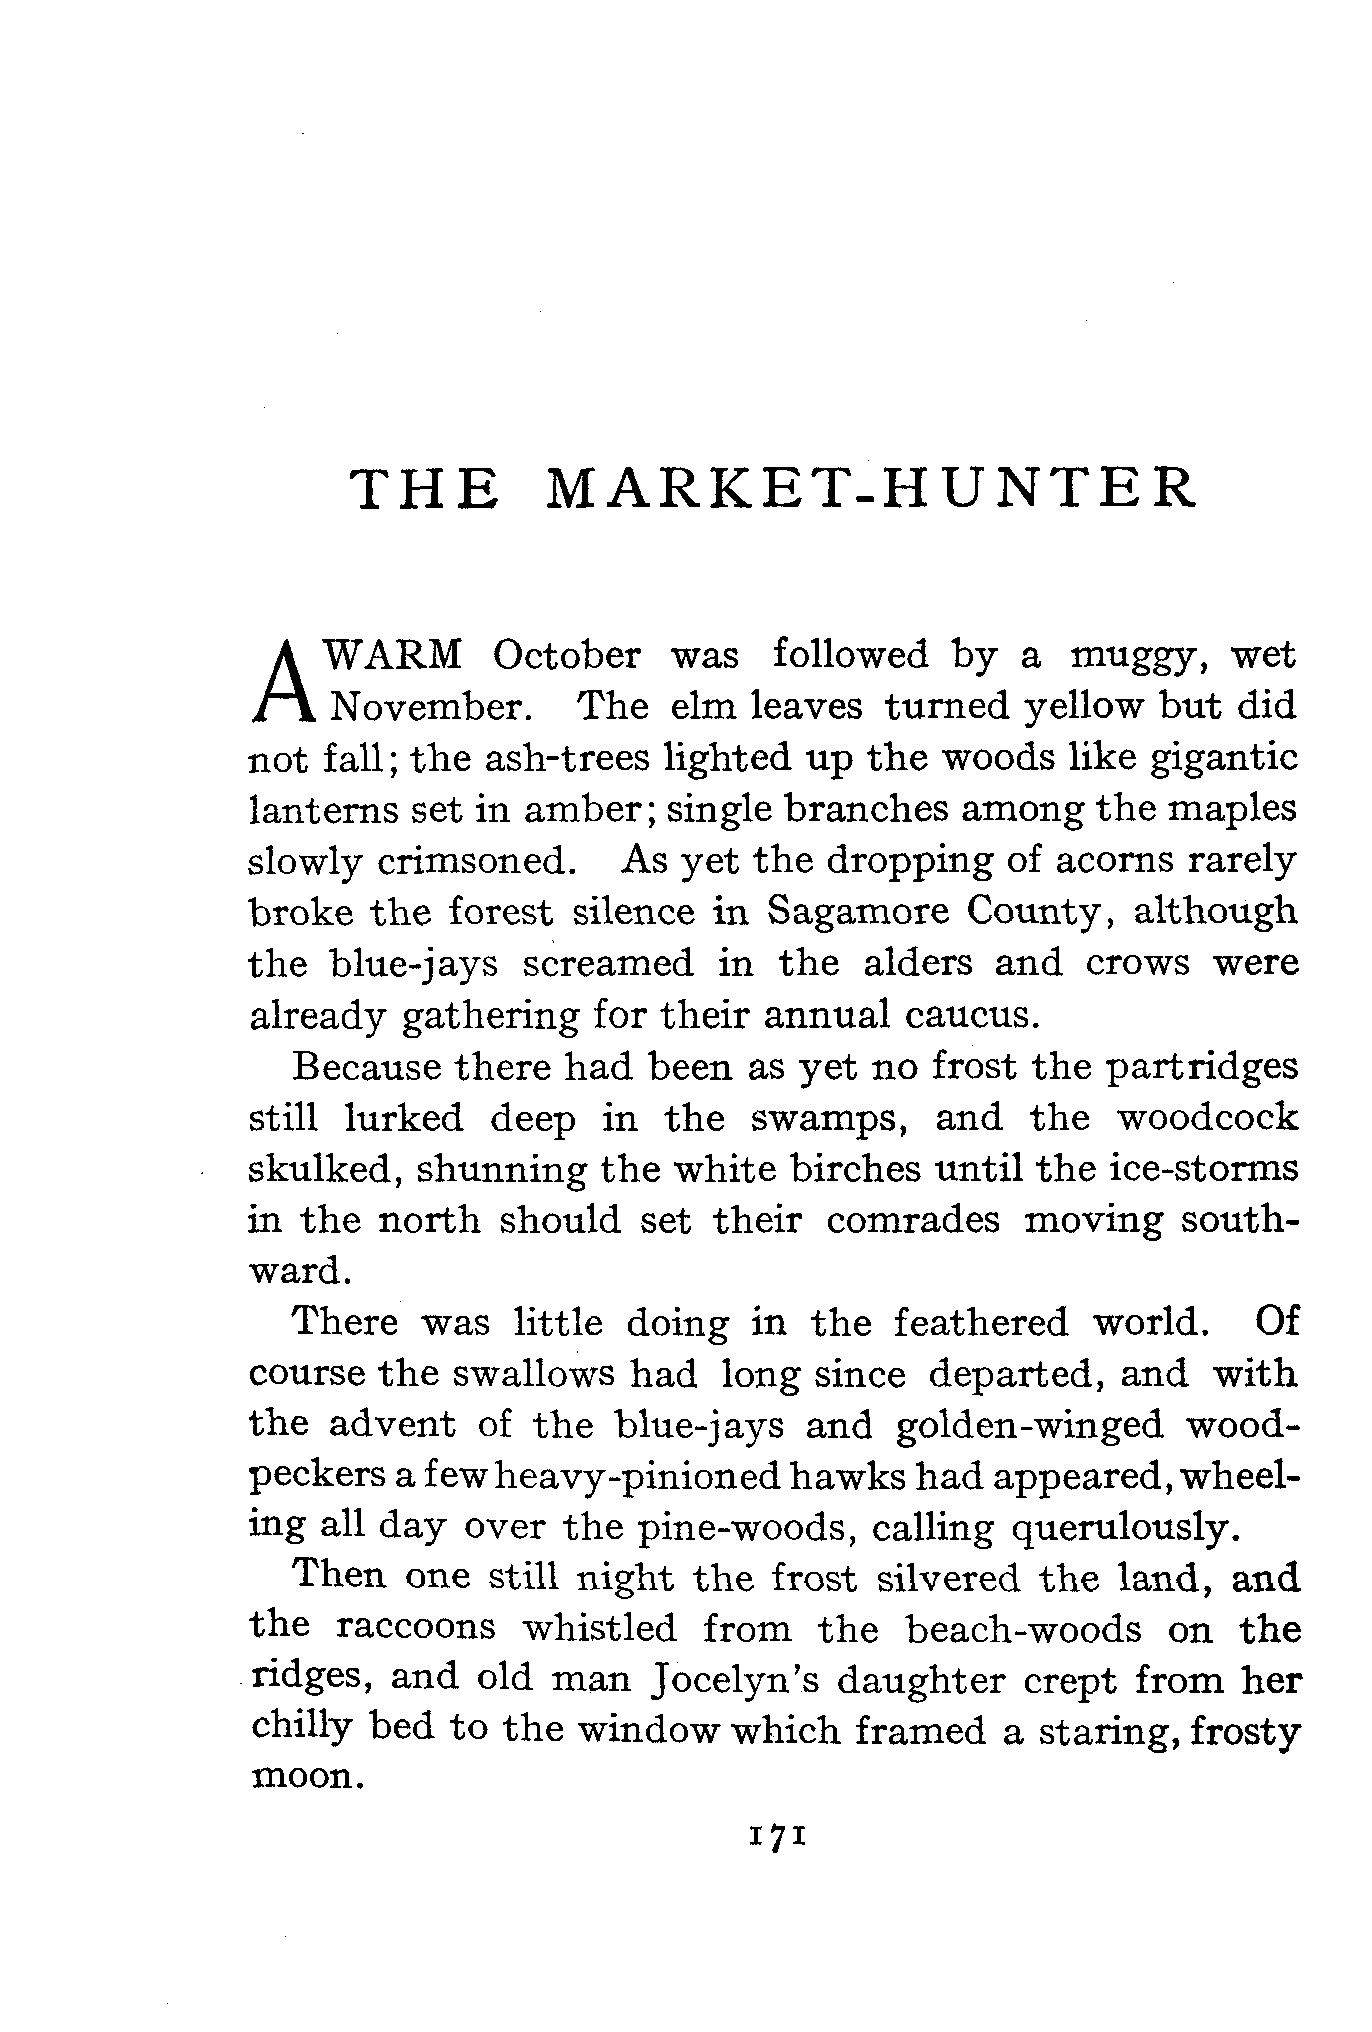 THE MARKET-HUNTER
A WARM October was followed by a muggy, wet
November. The elm leaves turned yellow but did
not fall; the ash-trees lighted up the woods like gigantic
lanterns set in amber; single branches among the maples
slowly crimsoned. As yet the dropping of acorns rarely
broke the forest silence in Sagamore County, although
the blue-jays screamed in the alders and crows were
already gathering for their annual caucus.
Because there had been as yet no frost the partridges
still lurked deep in the swamps, and the woodcock
skulked, shunning the white birches until the ice-storms
in the north should set their comrades moving south-
ward.
There was little doing in the feathered world. Of
course the swallows had long since departed, and with
the advent of the blue-jays and golden-winged wood-
peckers a few heavy-pinioned hawks had appeared, wheel-
ing all day over the pine-woods, calling querulously.
Then one still night the frost silvered the land, and
the raccoons whistled from the beach-woods on the
ridges, and old man Jocelyn's daughter crept from her
chilly bed to the window which framed a staring, frosty
moon.
171